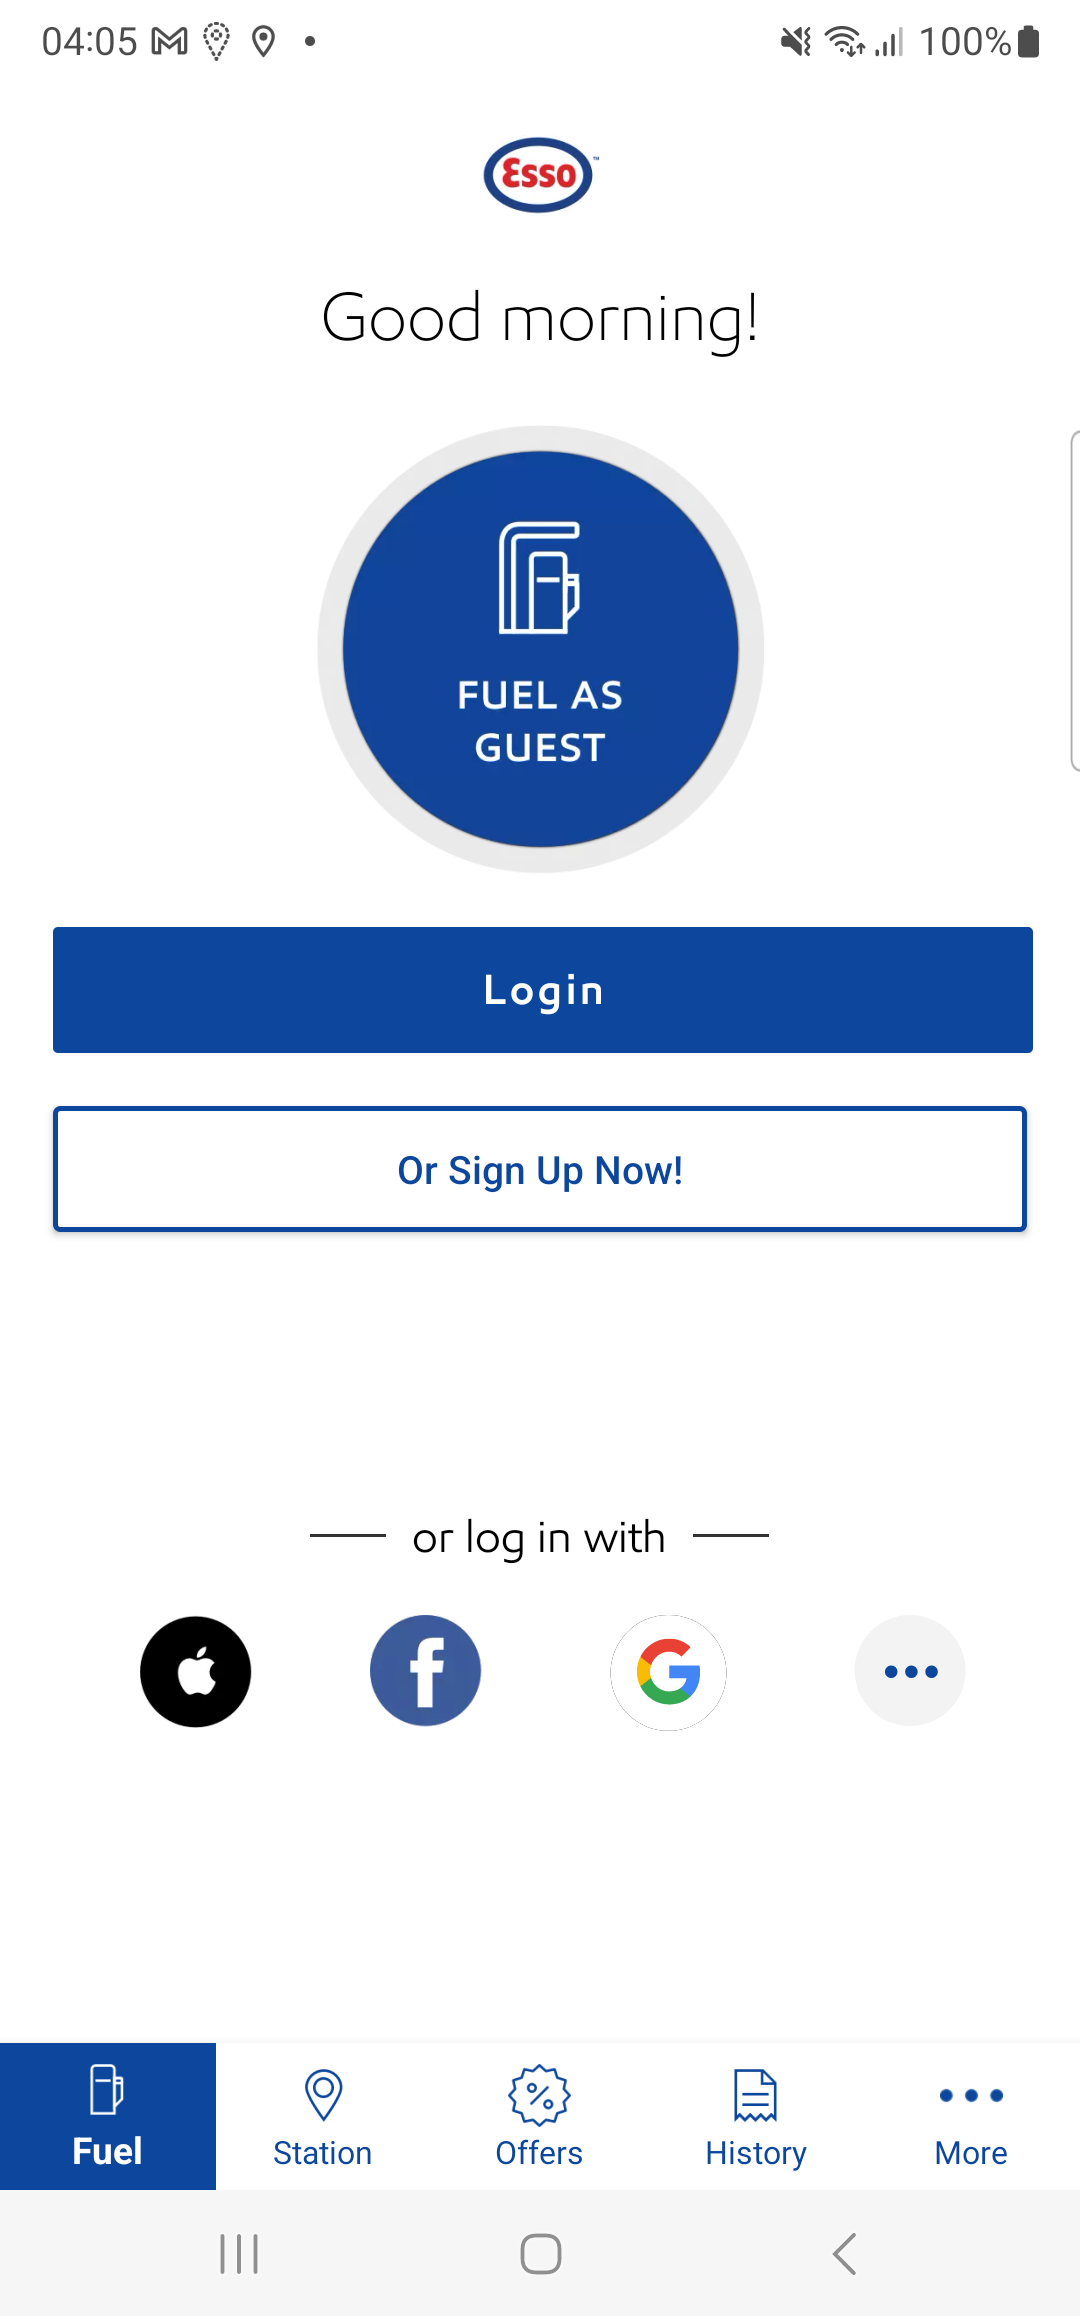 04:05
100%
Esso
Good morning!
FUEL AS
GUEST
Login
Or Sign Up Now!
or log in with
Fuel
Station
Offers
History
More